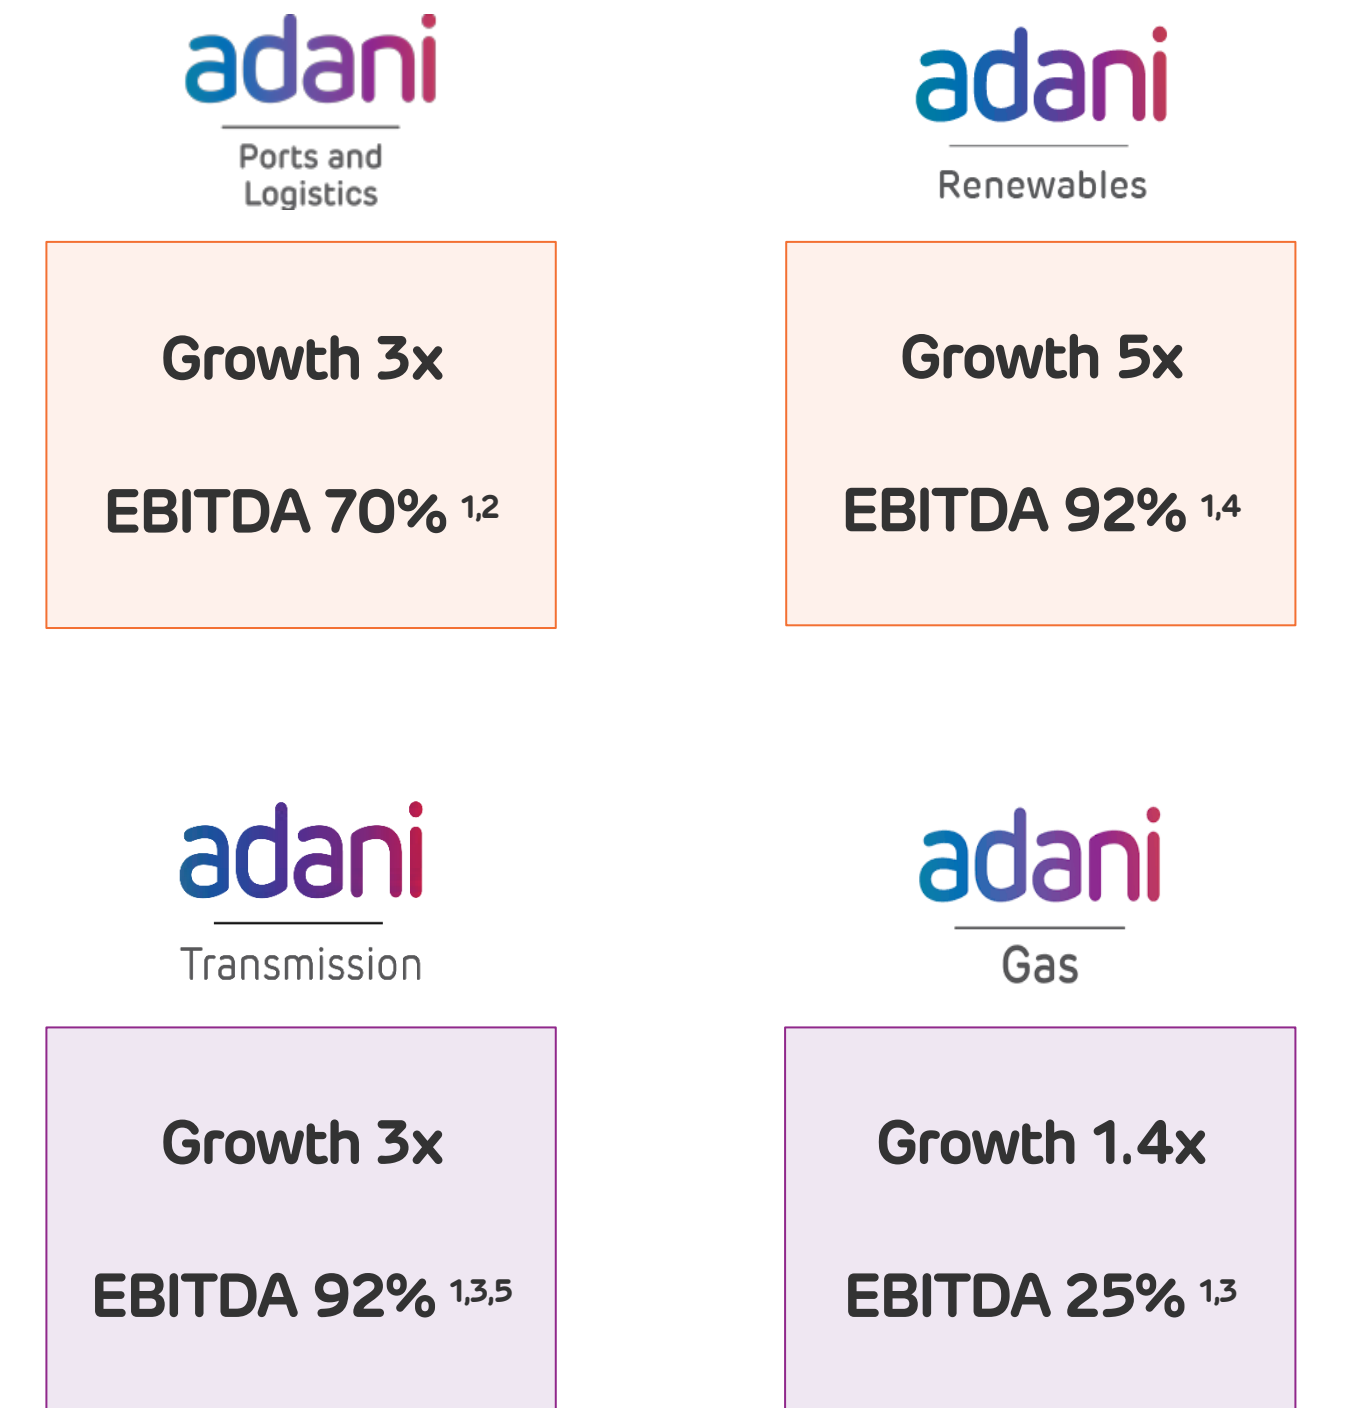 adani
Ports and
Logistics
Growth 3x
EBITDA 70% 1,2
adani
Renewables
Growth 5x
EBITDA 92% 1,4
adani
Transmission
Growth 3x
EBITDA 92% 1,3,5
adani
Gas
Growth 1.4x
EBITDA 25% 1,3